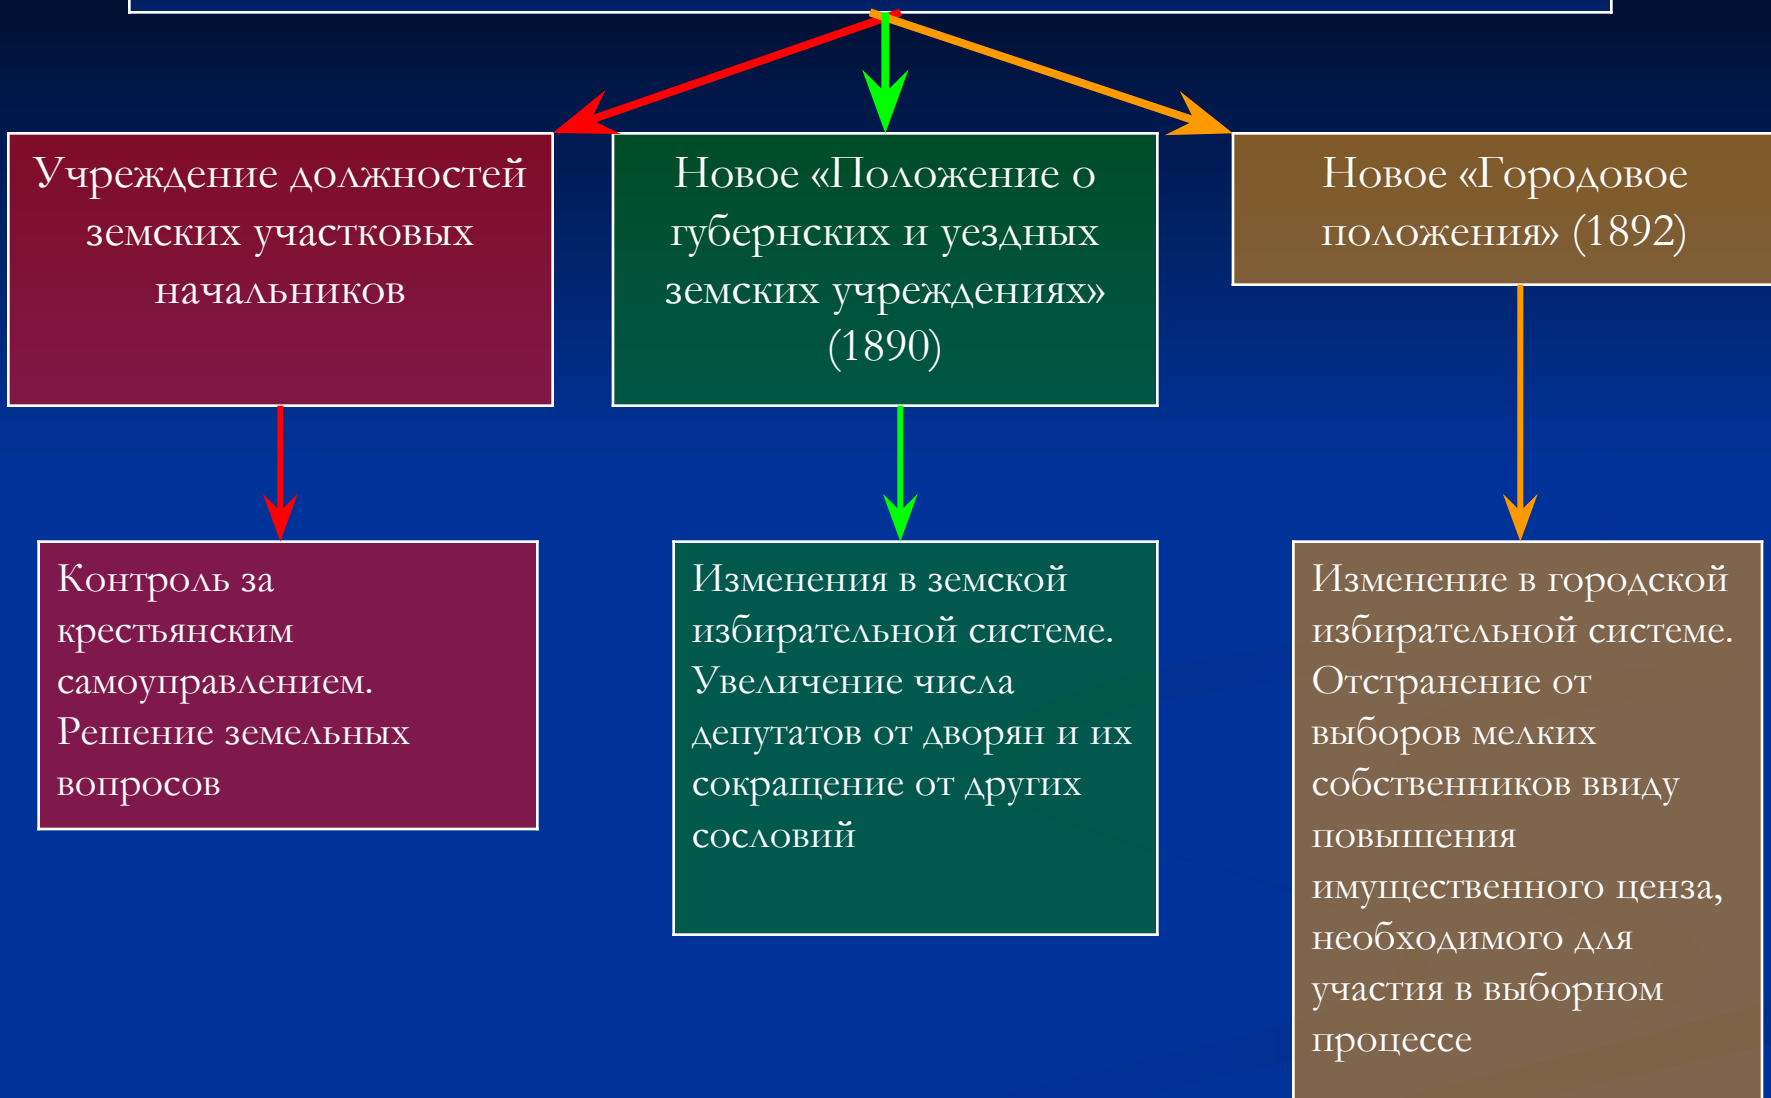 Учреждение должностей
земских участковых
начальников
Новое «Положение о
губернских и уездных
земских учреждениях»
(1890)
Новое «Городовое
положения» (1892)
Контроль за
крестьянским
самоуправлением.
Решение земельных
вопросов
Изменения в земской
избирательной системе.
Увеличение числа
депутатов от дворян и их
сокращение от других
сословий
Изменение в городской
избирательной системе.
Отстранение от
выборов мелких
собственников ввиду
повышения
имущественного ценза,
необходимого для
участия в выборном
процессе